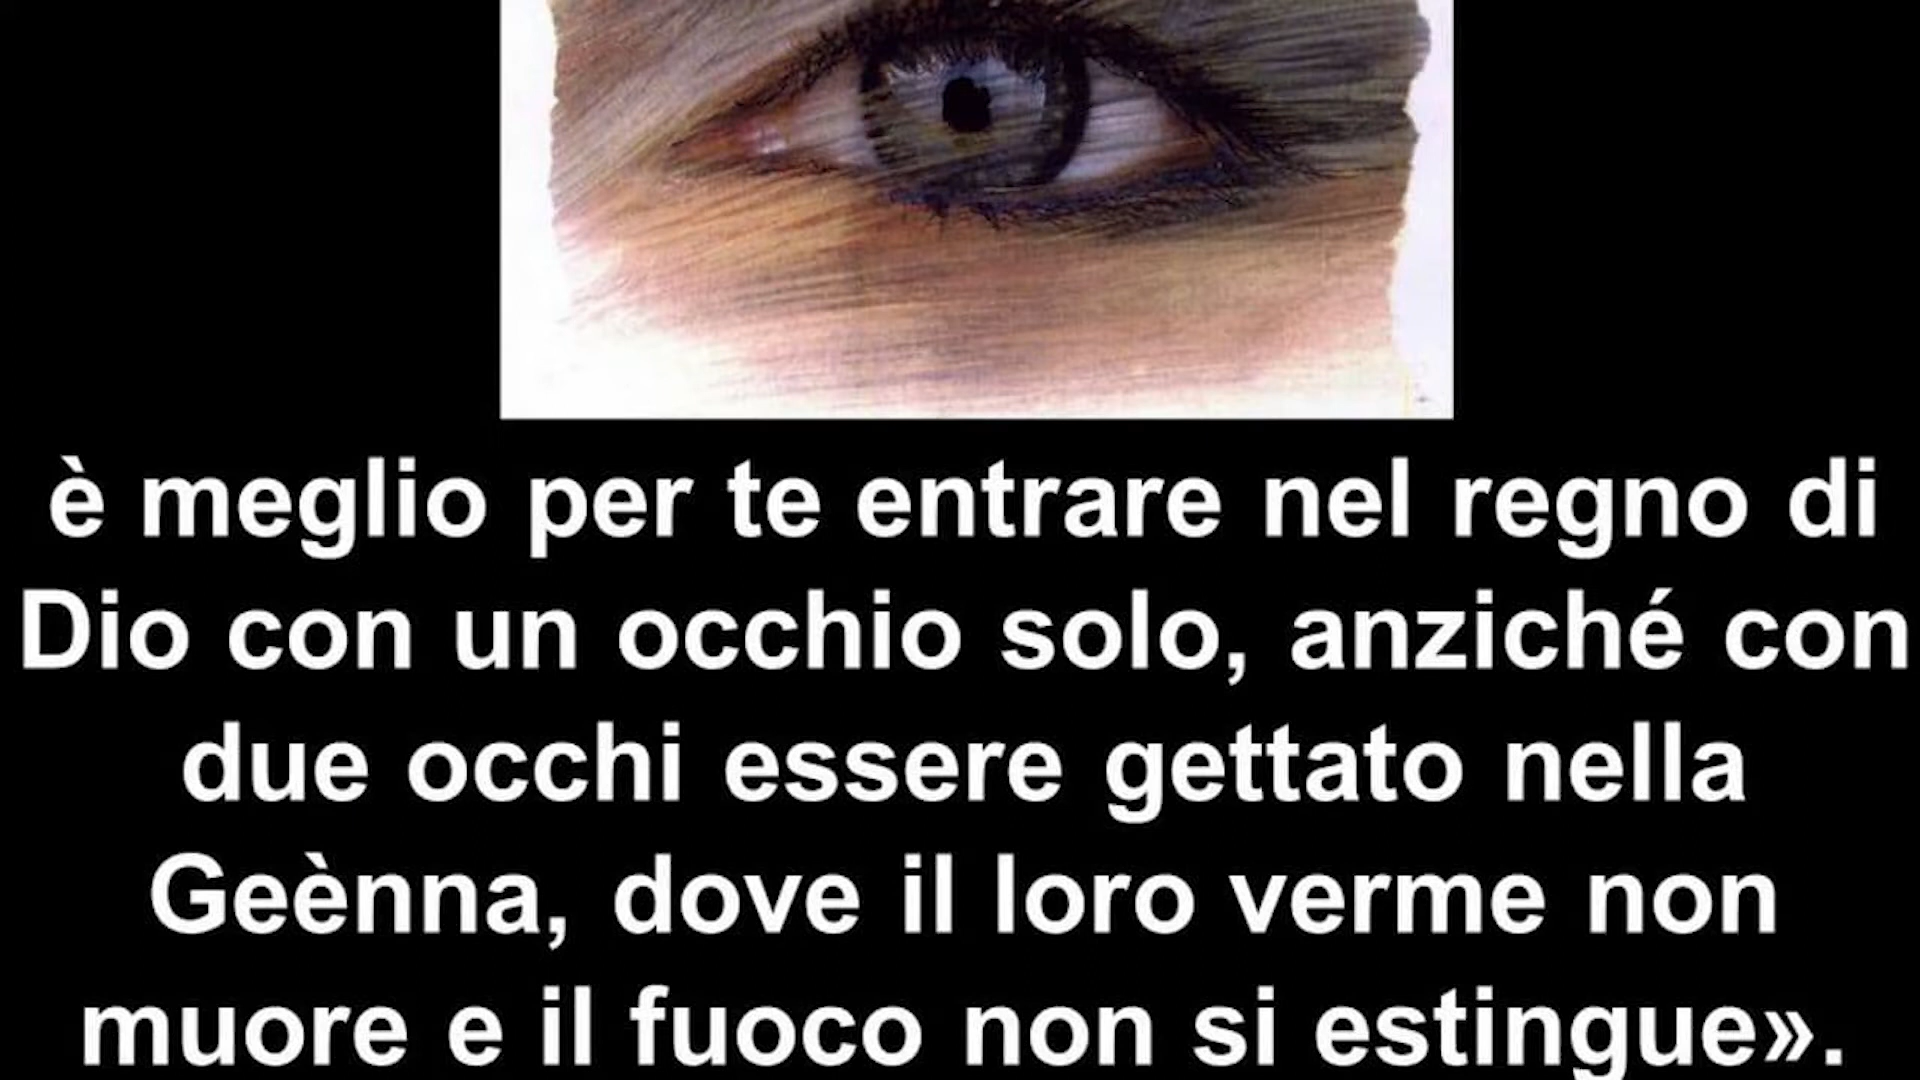 è meglio per te entrare nel regno di
Dio con un occhio solo, anziché con
due occhi essere gettato nella
Geènna, dove il loro verme non
muore e il fuoco non si estingue».